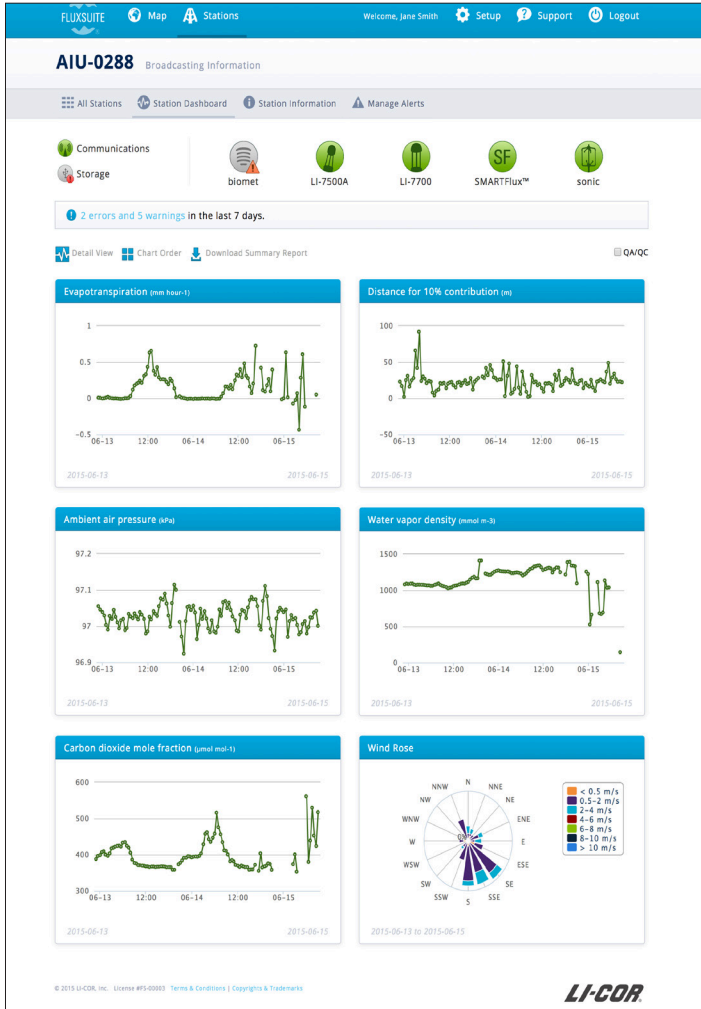 FLUXSUITE Map Stations Welcome, Jane Smith Setup Support Logout
AIU-0288 Broadcasting Information
All Stations Station Dashboard Station Information Manage Alerts
Communications
Storage
biomet LI-7500A LI-7700 SF SMARTFlux™ sonic
2 errors and 5 warnings in the last 7 days.
Detail View Chart Order Download Summary Report QA/QC
Evapotranspiration (mm hour-1)
1
0.5
0
-0.5
06-13 12:00 06-14 12:00 06-15
2015-06-13 2015-06-15
Distance for 10% contribution (m)
100
50
0
-50
06-13 12:00 06-14 12:00 06-15
2015-06-13 2015-06-15
Ambient air pressure (kPa)
97.2
97.1
97
96.9
06-13 12:00 06-14 12:00 06-15
2015-06-13 2015-06-15
Water vapor density (mmol m-3)
1500
1000
500
0
06-13 12:00 06-14 12:00 06-15
2015-06-13 2015-06-15
Carbon dioxide mole fraction (µmol mol-1)
600
500
400
300
06-13 12:00 06-14 12:00 06-15
2015-06-13 2015-06-15
Wind Rose
N
NNE
NE
ENE
E
ESE
SE
SSE
S
SSW
SW
WSW
W
WNW
NW
NNW
< 0.5 m/s
0.5-2 m/s
2-4 m/s
4-6 m/s
6-8 m/s
8-10 m/s
> 10 m/s
2015-06-13 to 2015-06-15
© 2015 LI-COR, Inc. License #FS-00003 Terms & Conditions | Copyrights & Trademarks
LI-COR